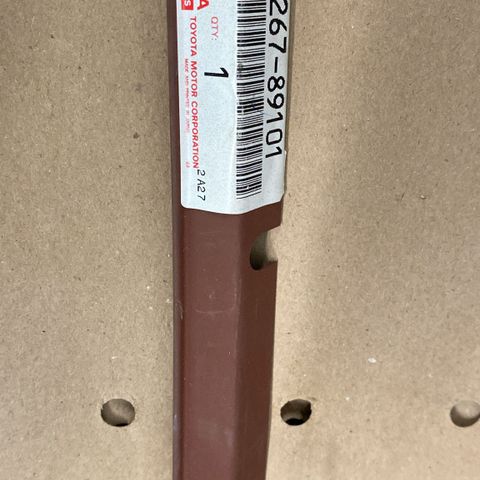 267-89101
QTY:
1
TOYOTA MOTOR CORPORATION
2 A27